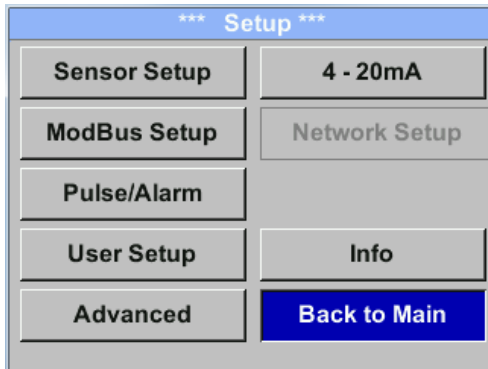 *** Setup ***
Sensor Setup
4 - 20mA
ModBus Setup
Network Setup
Pulse/Alarm
User Setup
Info
Advanced
Back to Main